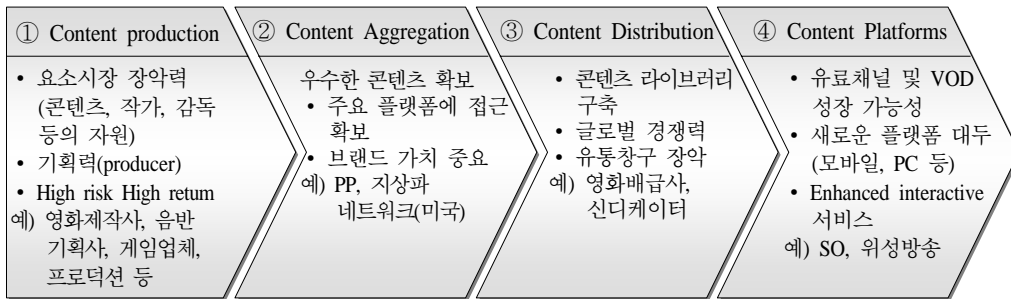 ① Content production
• 요소시장 장악력
(콘텐츠, 작가, 감독
등의 자원)
• 기획력(producer)
• High risk High retum
예) 영화제작사, 음반
기획사, 게임업체,
프로덕션 등
② Content Aggregation
우수한 콘텐츠 확보
• 주요 플랫폼에 접근
확보
• 브랜드 가치 중요
예) PP, 지상파
네트워크(미국)
③ Content Distribution
• 콘텐츠 라이브러리
구축
• 글로벌 경쟁력
• 유통창구 장악
예) 영화배급사,
신디케이터
④ Content Platforms
• 유료채널 및 VOD
성장 가능성
• 새로운 플랫폼 대두
(모바일, PC 등)
• Enhanced interactive
서비스
예) SO, 위성방송